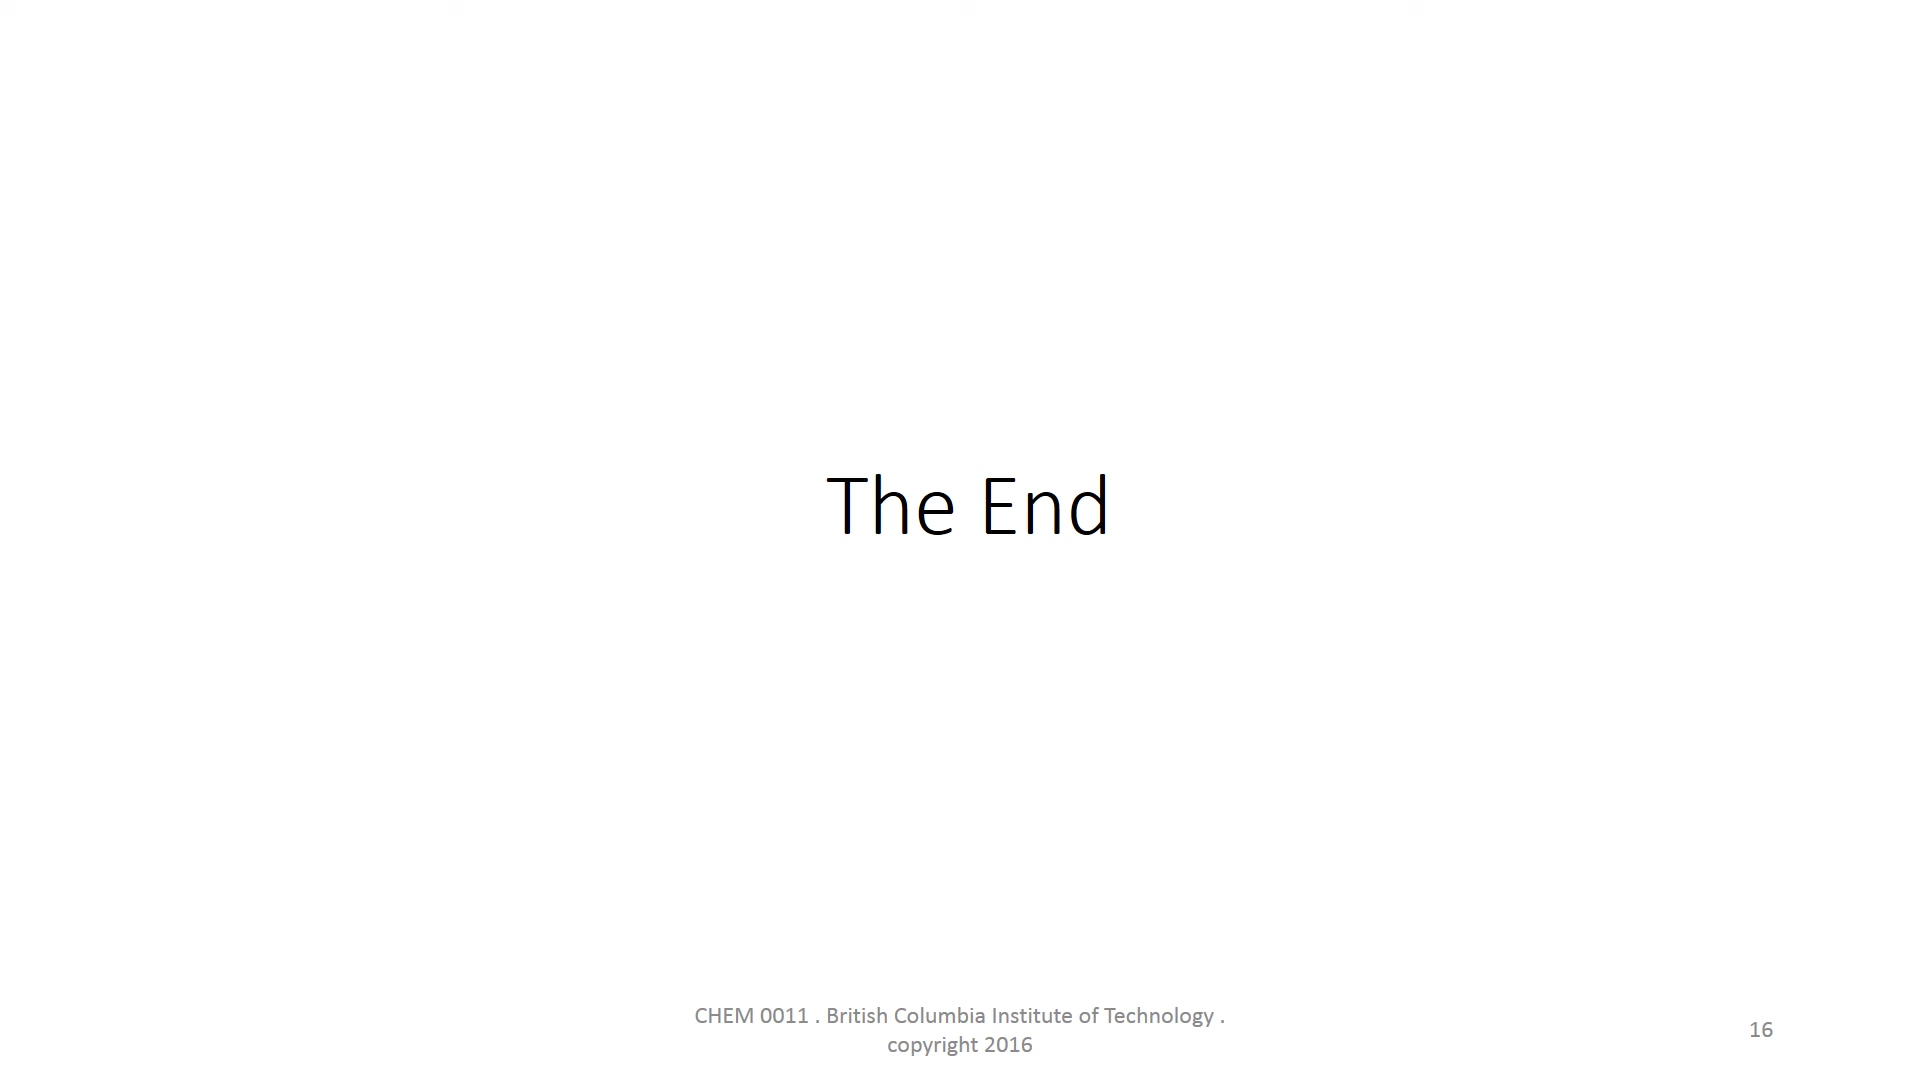 The End
CHEM 0011 . British Columbia Institute of Technology .
copyright 2016
16